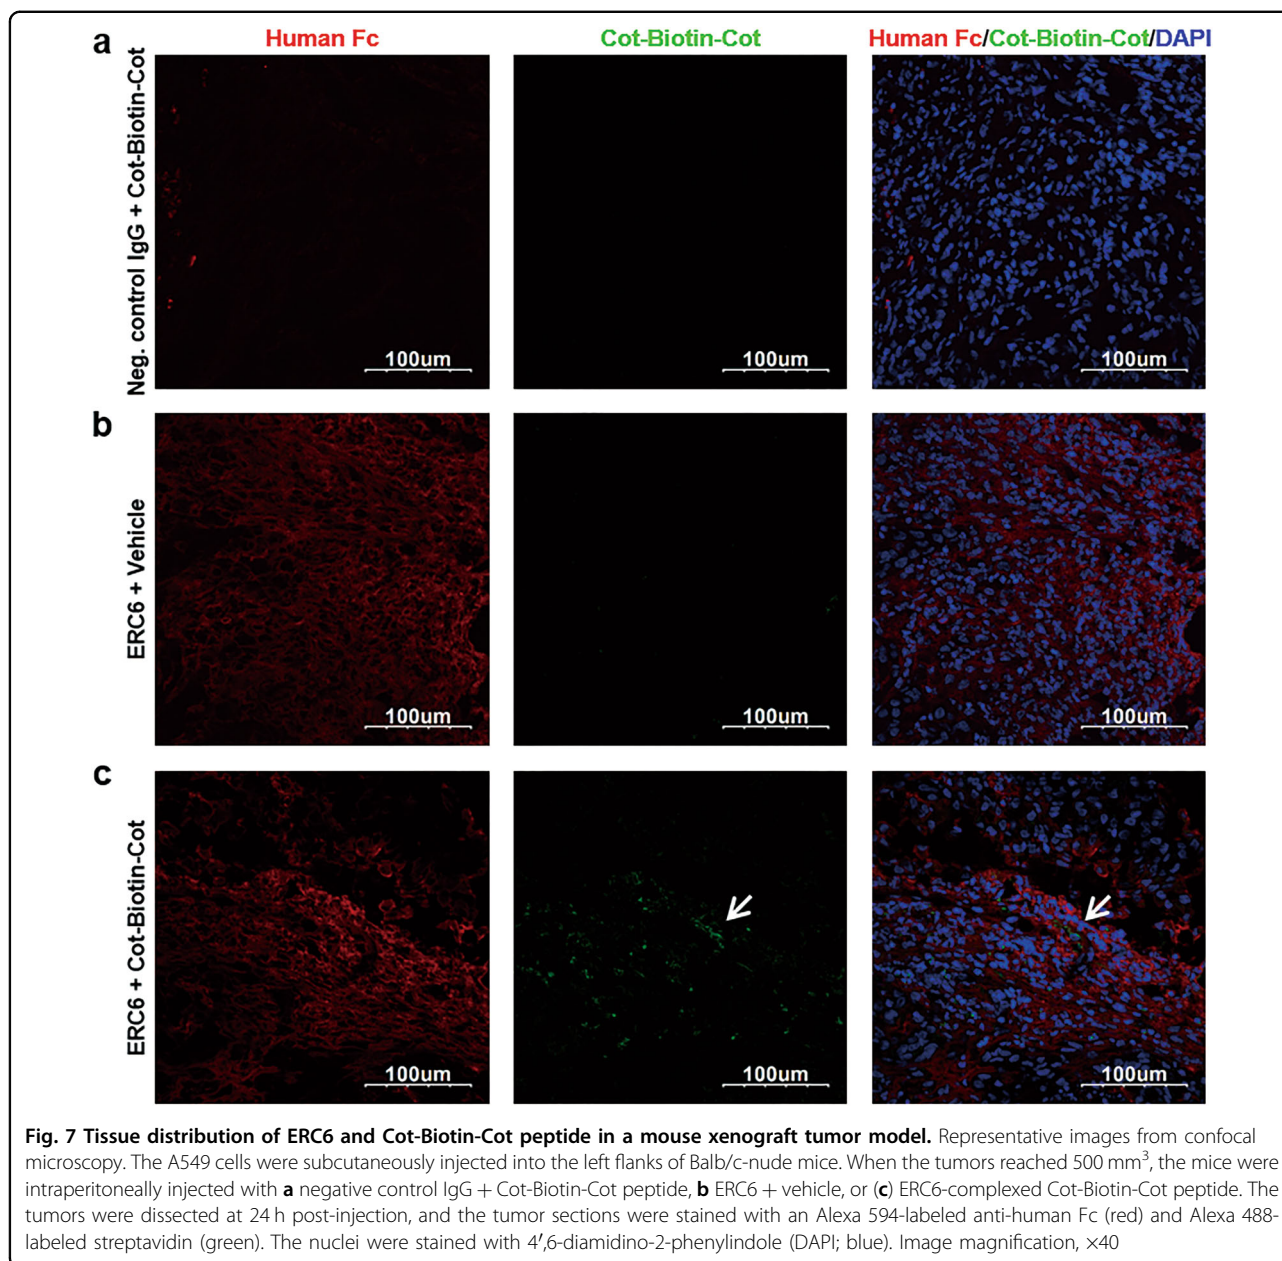 a
Human Fc
Cot-Biotin-Cot
Human Fc/Cot-Biotin-Cot/DAPI
Neg. control IgG + Cot-Biotin-Cot
100um
100um
100um
b
ERC6 + Vehicle
100um
100um
100um
c
ERC6 + Cot-Biotin-Cot
100um
100um
100um
Fig. 7 Tissue distribution of ERC6 and Cot-Biotin-Cot peptide in a mouse xenograft tumor model. Representative images from confocal
microscopy. The A549 cells were subcutaneously injected into the left flanks of Balb/c-nude mice. When the tumors reached 500 mm³, the mice were
intraperitoneally injected with a negative control IgG + Cot-Biotin-Cot peptide, b ERC6 + vehicle, or (c) ERC6-complexed Cot-Biotin-Cot peptide. The
tumors were dissected at 24 h post-injection, and the tumor sections were stained with an Alexa 594-labeled anti-human Fc (red) and Alexa 488-
labeled streptavidin (green). The nuclei were stained with 4′,6-diamidino-2-phenylindole (DAPI; blue). Image magnification, ×40